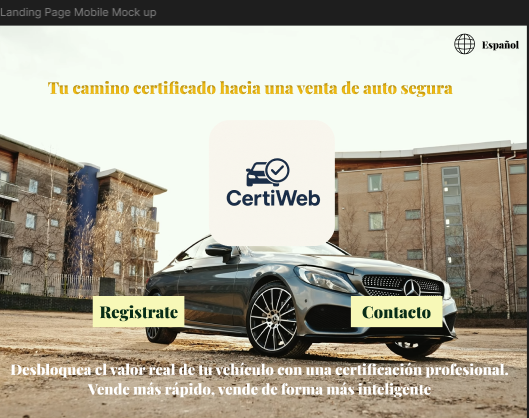 Landing Page Mobile Mock up
Español
Tu camino certificado hacia una venta de auto segura
CertiWeb
Registrate
Contacto
Desbloquea el valor real de tu vehículo con una certificación profesional.
Vende más rápido, vende de forma más inteligente